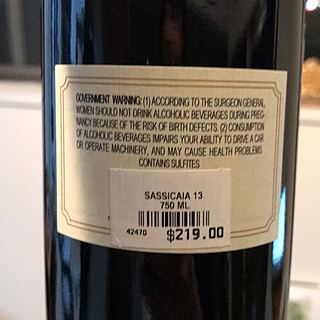 GOVERNMENT WARNING: (1) ACCORDING TO THE SURGEON GENERAL,
WOMEN SHOULD NOT DRINK ALCOHOLIC BEVERAGES DURING PREG-
NANCY BECAUSE OF THE RISK OF BIRTH DEFECTS. (2) CONSUMPTION
OF ALCOHOLIC BEVERAGES IMPAIRS YOUR ABILITY TO DRIVE A CAR
OR OPERATE MACHINERY, AND MAY CAUSE HEALTH PROBLEMS.
CONTAINS SULFITES
SASSICAIA 13
750 ML
42470 $219.00